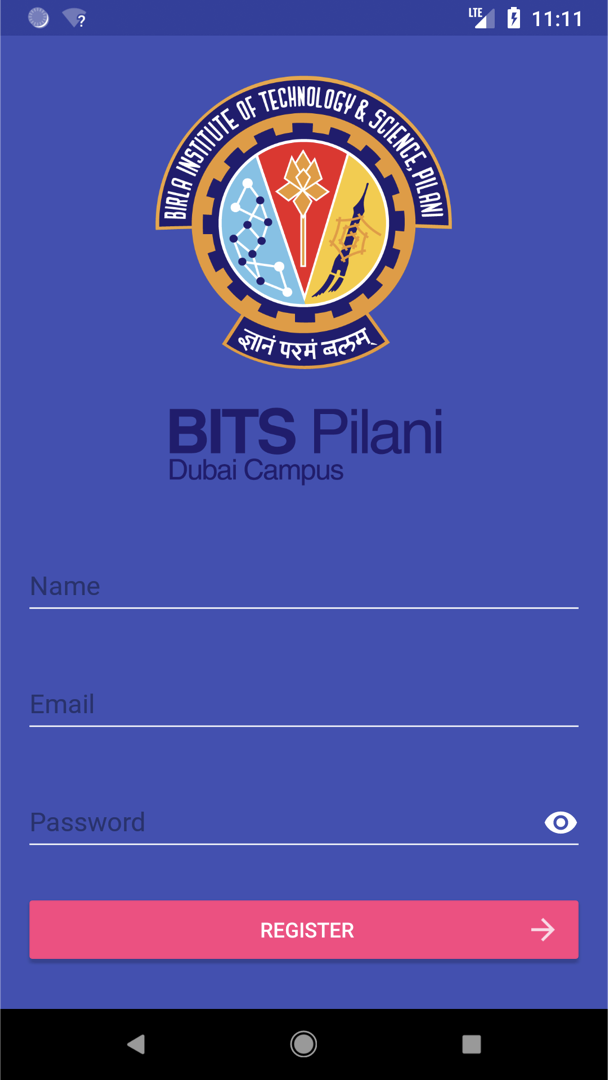 LTE
11:11
BIRLA INSTITUTE OF TECHNOLOGY & SCIENCE, PILANI
ज्ञानं परमं बलम्
BITS Pilani
Dubai Campus
Name
Email
Password
REGISTER